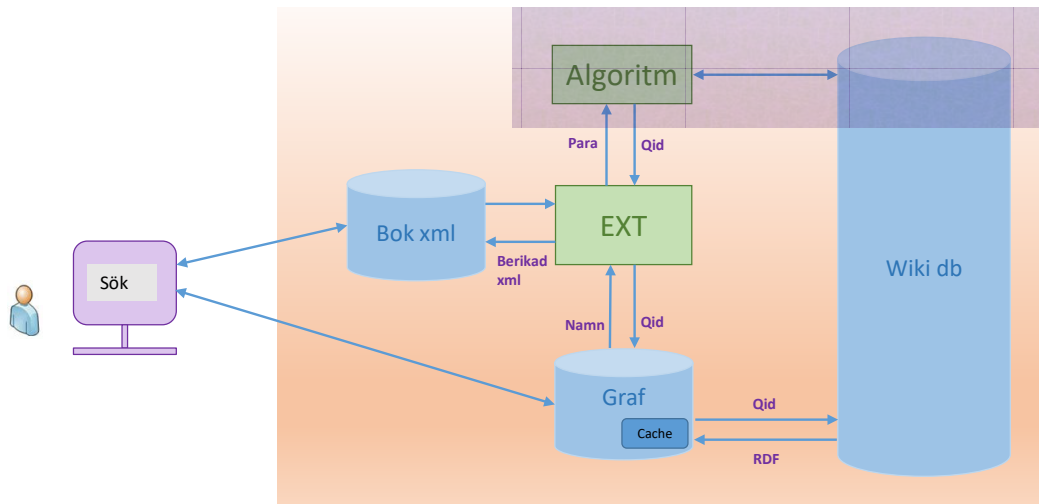 Algoritm
Para
Qid
Bok xml
EXT
Wiki db
Berikad
xml
Sök
Namn
Qid
Graf
Qid
Cache
RDF